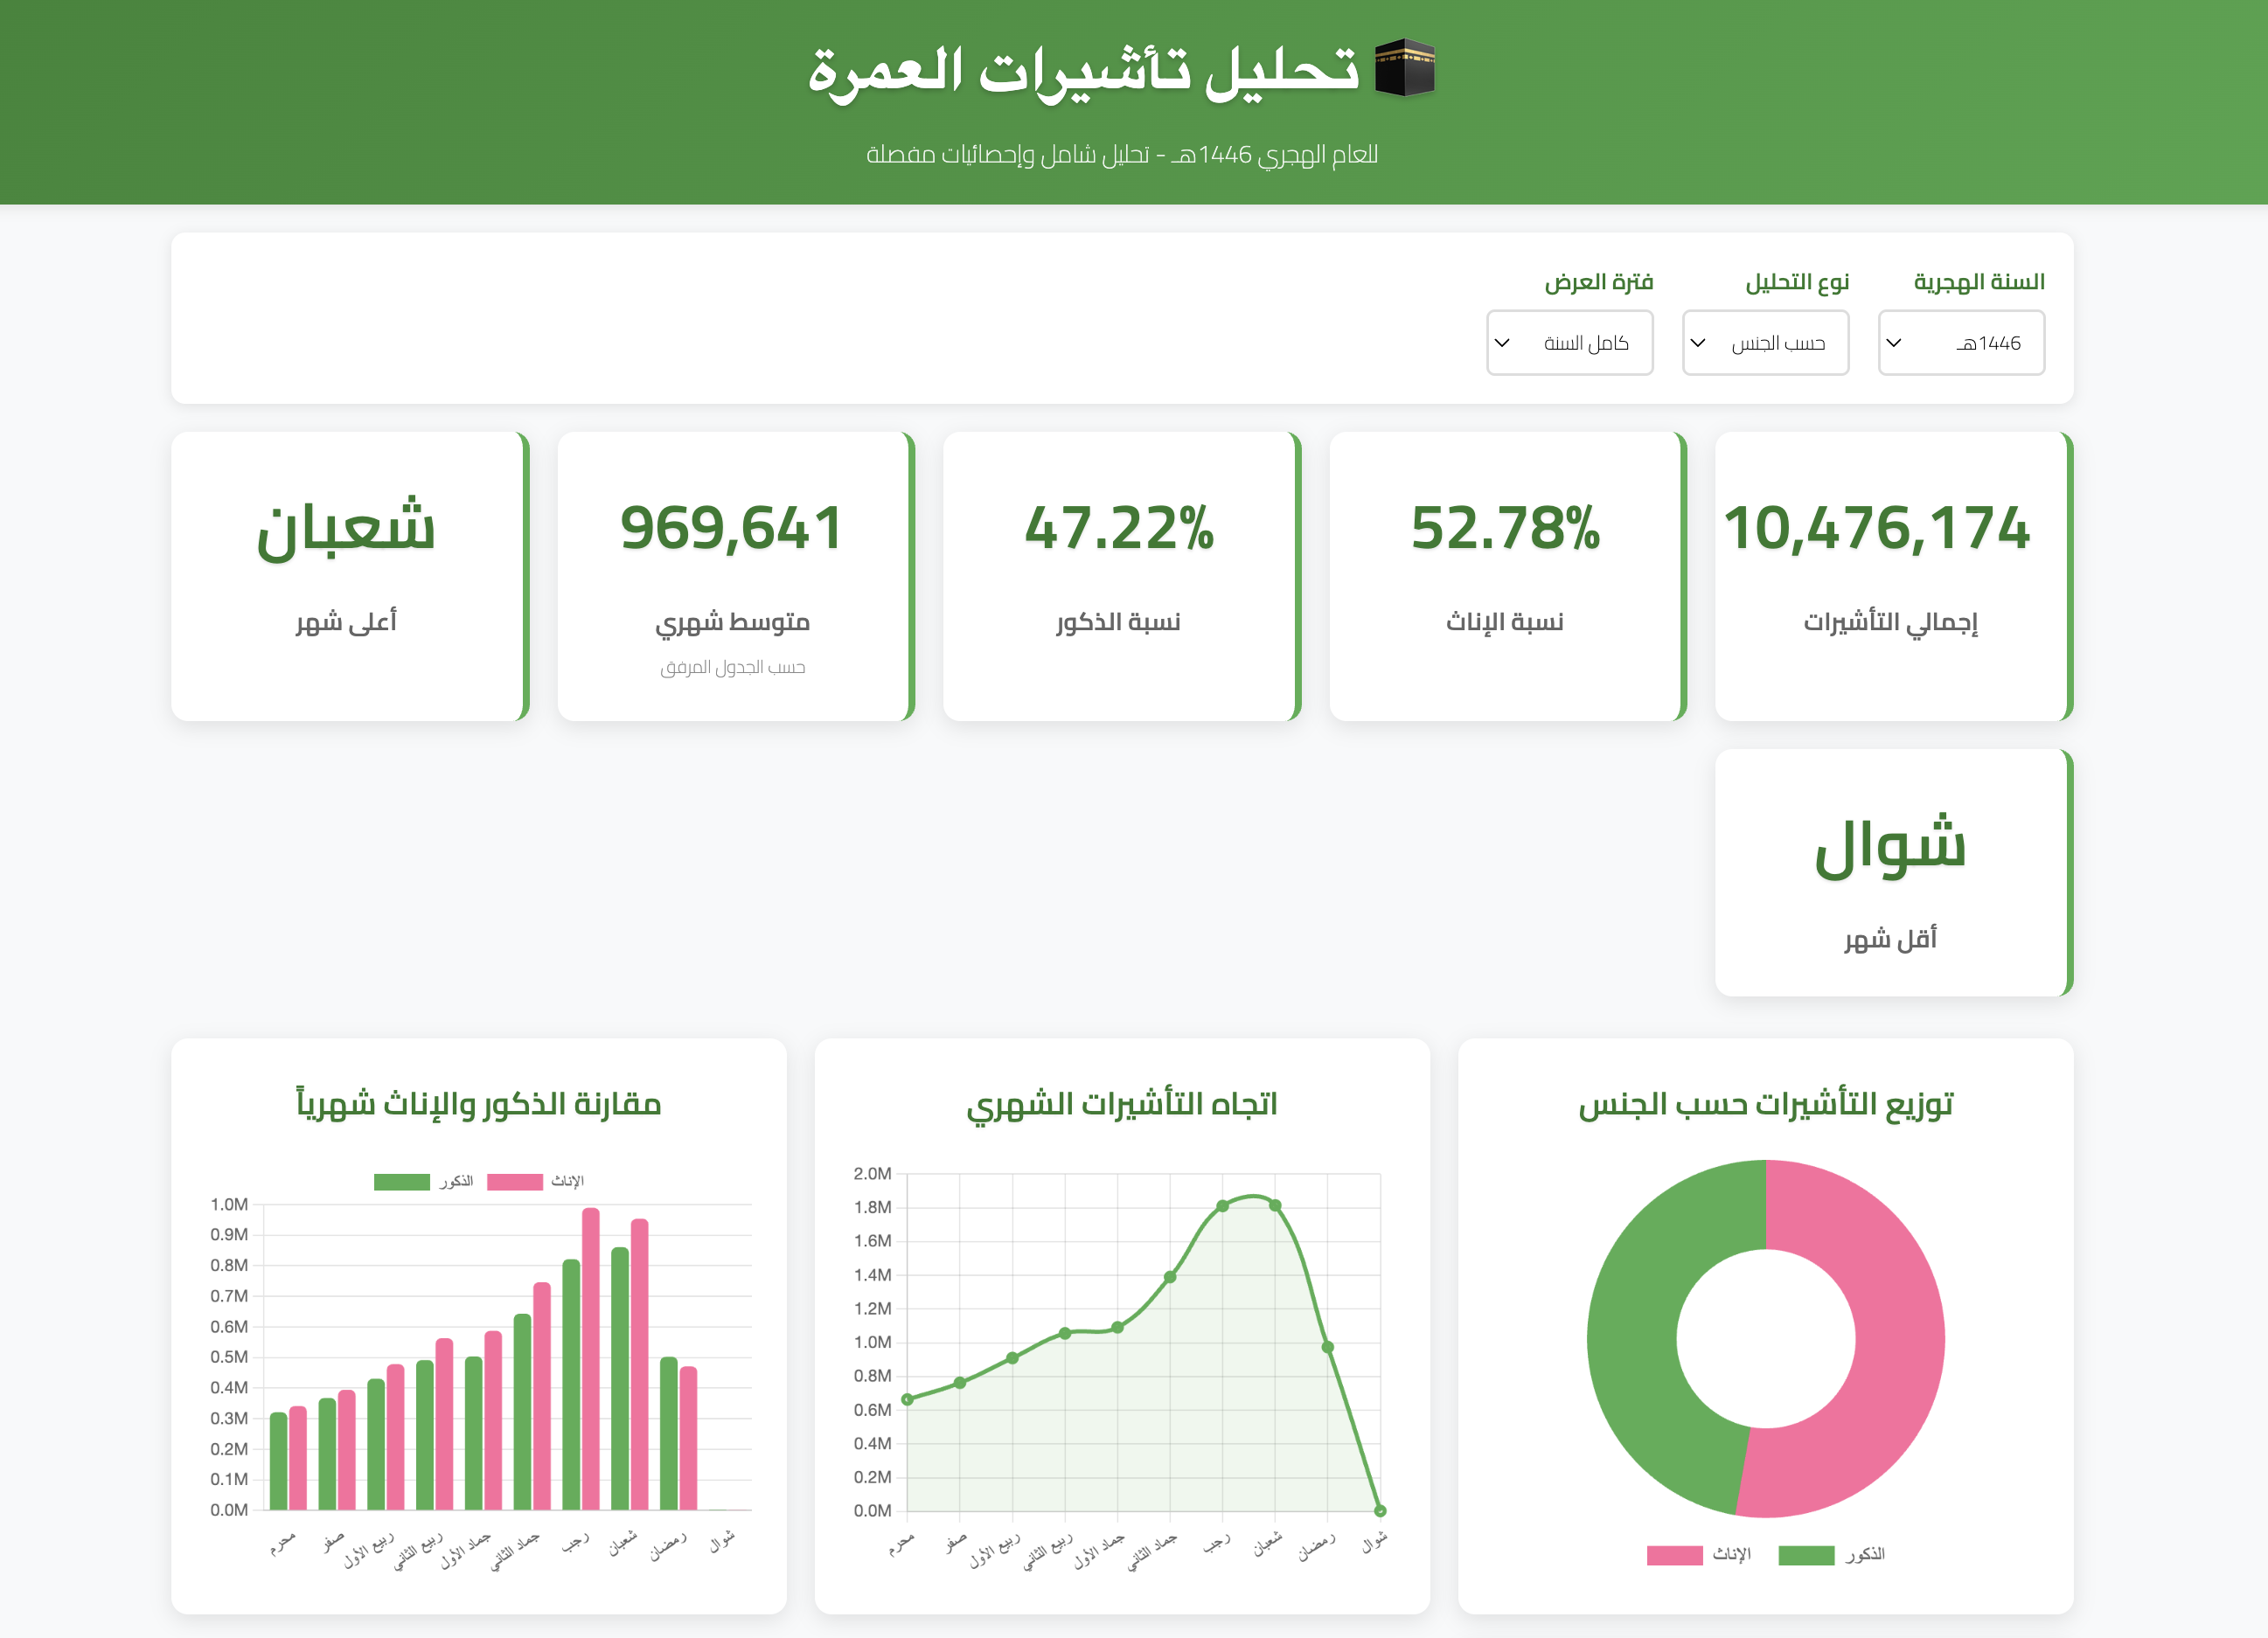 تحليل تأشيرات العمرة
للعام الهجري 1446هـ - تحليل شامل وإحصائيات مفصلة
السنة الهجرية
1446هـ
نوع التحليل
حسب الجنس
فترة العرض
كامل السنة
10,476,174
إجمالي التأشيرات
52.78%
نسبة الإناث
47.22%
نسبة الذكور
969,641
متوسط شهري
حسب الجدول المرفق
شعبان
أعلى شهر
شوال
أقل شهر
توزيع التأشيرات حسب الجنس
الذكور
الإناث
اتجاه التأشيرات الشهري
2.0M
1.8M
1.6M
1.4M
1.2M
1.0M
0.8M
0.6M
0.4M
0.2M
0.0M
محرم
صفر
ربيع الأول
ربيع الثاني
جماد الأول
جماد الثاني
رجب
شعبان
رمضان
شوال
مقارنة الذكور والإناث شهرياً
الإناث
الذكور
1.0M
0.9M
0.8M
0.7M
0.6M
0.5M
0.4M
0.3M
0.2M
0.1M
0.0M
محرم
صفر
ربيع الأول
ربيع الثاني
جماد الأول
جماد الثاني
رجب
شعبان
رمضان
شوال